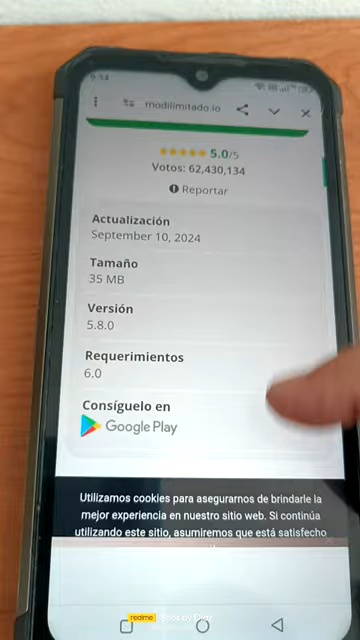 9:54
modilimitado.io
5.0/5
Votos: 62,430,134
Reportar
Actualización
September 10, 2024
Tamaño
35 MB
Versión
5.8.0
Requerimientos
6.0
Consíguelo en
Google Play
Utilizamos cookies para asegurarnos de brindarle la
mejor experiencia en nuestro sitio web. Si continúa
utilizando este sitio, asumiremos que está satisfecho
realme